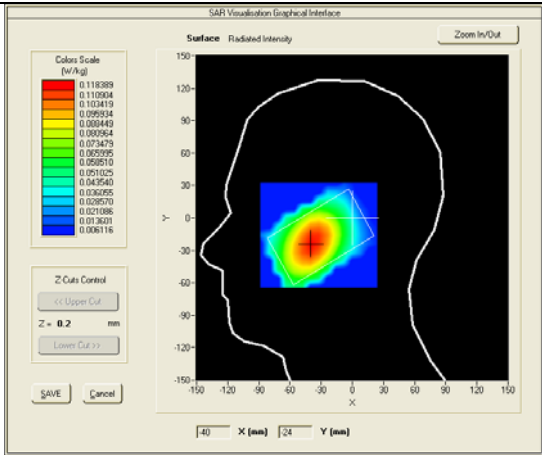 SAR Visualisation Graphical Interface
Surface Radiated Intensity
Zoom In/Out
Colors Scale
(W/kg)
0.118389
0.110904
0.103419
0.095934
0.088449
0.080964
0.073479
0.065995
0.058510
0.051025
0.043540
0.036055
0.028570
0.021086
0.013601
0.006116
150-
120-
90-
60-
30-
0-
-30-
-60-
-90-
-120-
-150-
Y
-150 -120 -90 -60 -30 0 30 60 90 120 150
X
Z Cuts Control
<< Upper Cut
Z = 0.2 mm
Lower Cut >>
SAVE Cancel
-40 X (mm) -24 Y (mm)